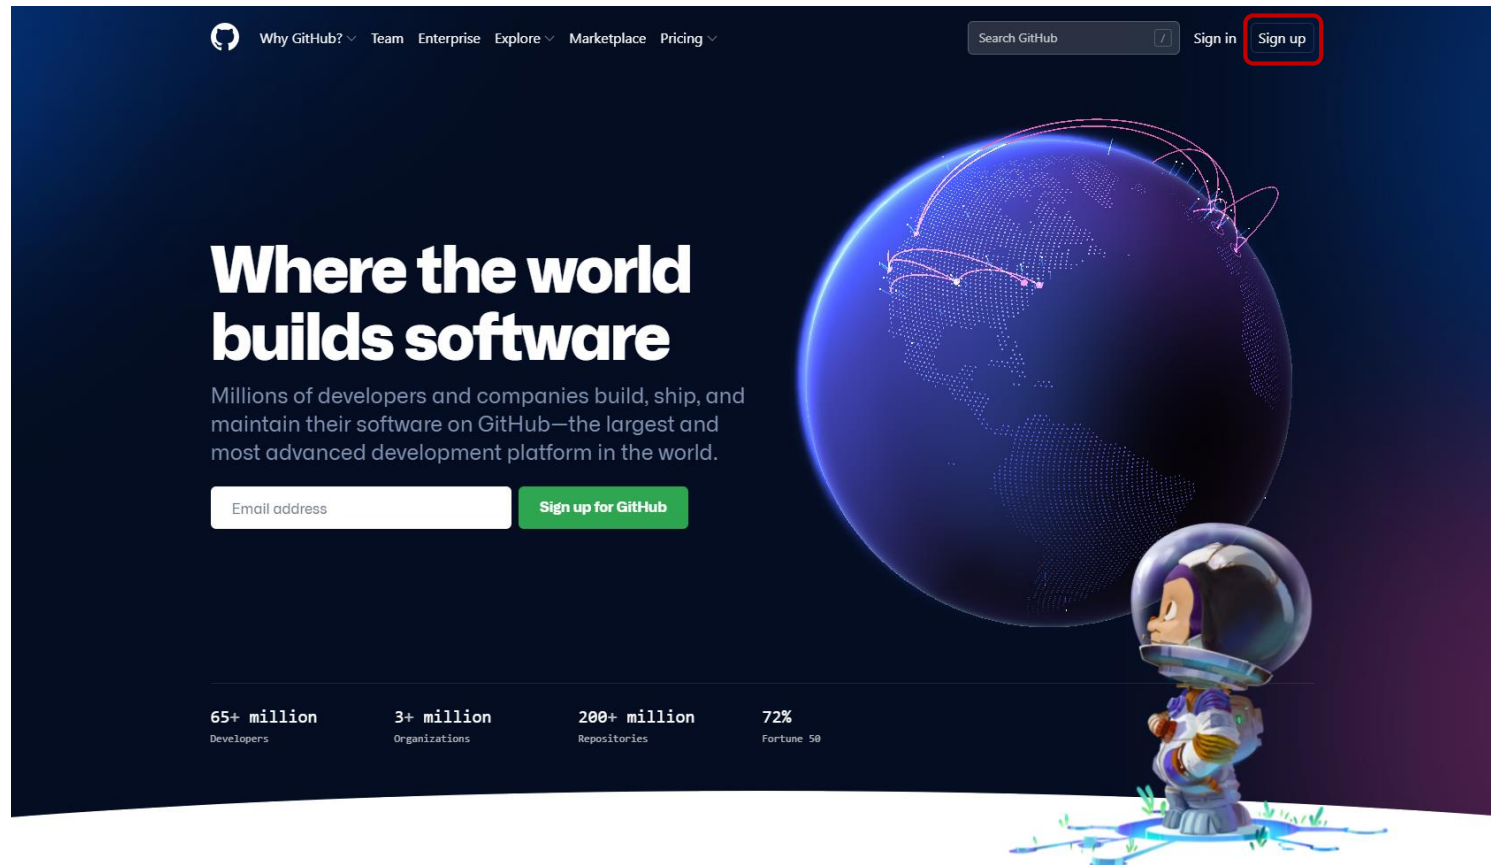 Why GitHub? Team Enterprise Explore Marketplace Pricing Search GitHub / Sign in Sign up
Where the world
builds software
Millions of developers and companies build, ship, and
maintain their software on GitHub—the largest and
most advanced development platform in the world.
Email address Sign up for GitHub
65+ million 3+ million 200+ million 72%
Developers Organizations Repositories Fortune 50